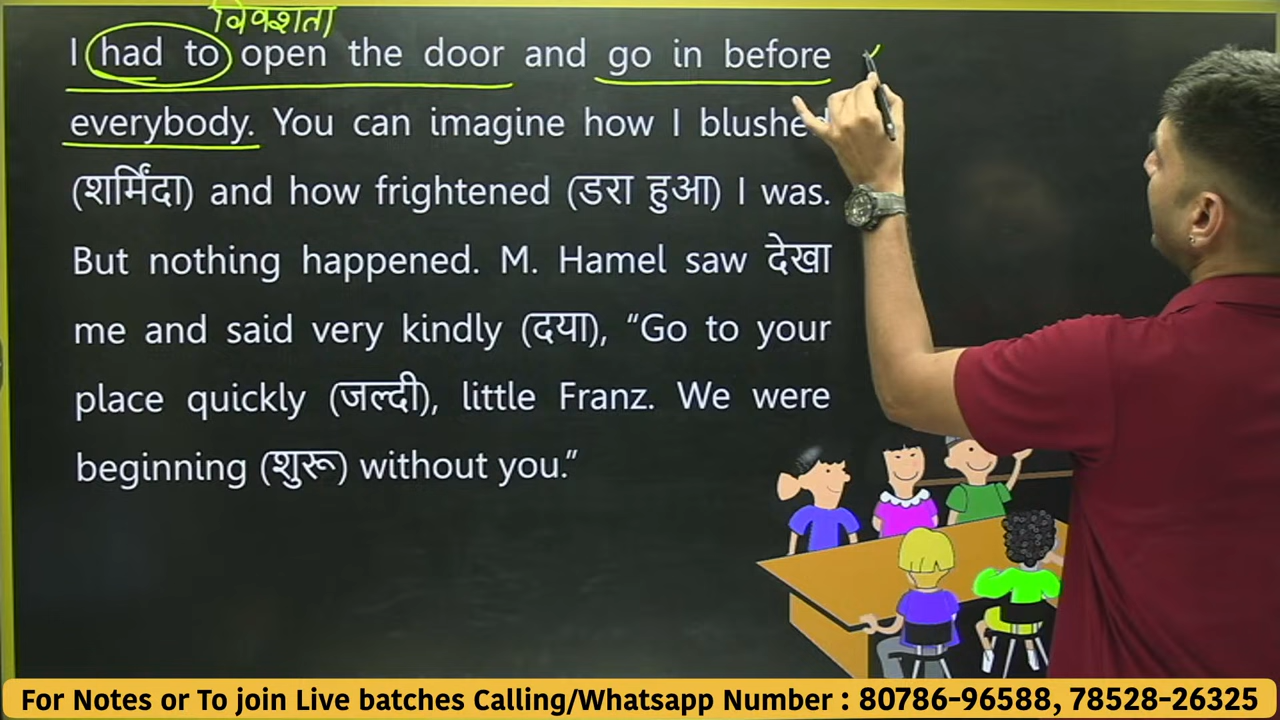 विवशता
I had to open the door and go in before
everybody. You can imagine how I blushed
(शर्मिंदा) and how frightened (डरा हुआ) I was.
But nothing happened. M. Hamel saw देखा
me and said very kindly (दया), “Go to your
place quickly (जल्दी), little Franz. We were
beginning (शुरू) without you.”
For Notes or To join Live batches Calling/Whatsapp Number : 80786-96588, 78528-26325